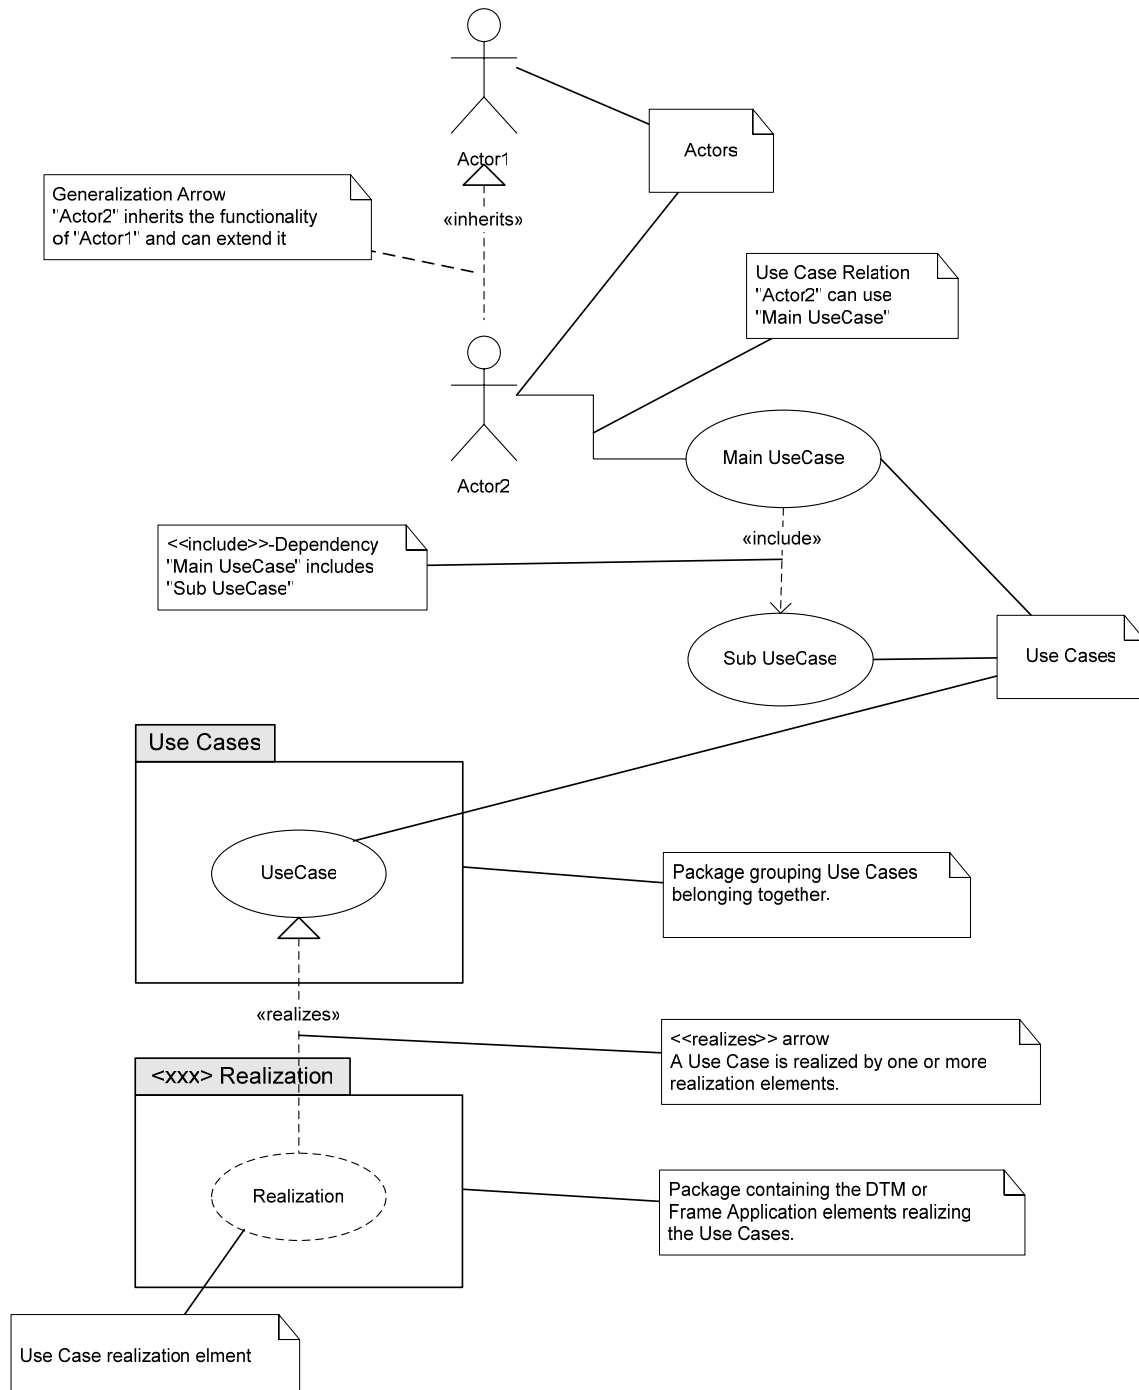 Actor1
Actors
Generalization Arrow
"Actor2" inherits the functionality
of "Actor1" and can extend it
«inherits»
Use Case Relation
"Actor2" can use
"Main UseCase"
Actor2
Main UseCase
<<include>>-Dependency
"Main UseCase" includes
"Sub UseCase"
«include»
Sub UseCase
Use Cases
Use Cases
UseCase
Package grouping Use Cases
belonging together.
«realizes»
<<realizes>> arrow
A Use Case is realized by one or more
realization elements.
<xxx> Realization
Realization
Package containing the DTM or
Frame Application elements realizing
the Use Cases.
Use Case realization elment